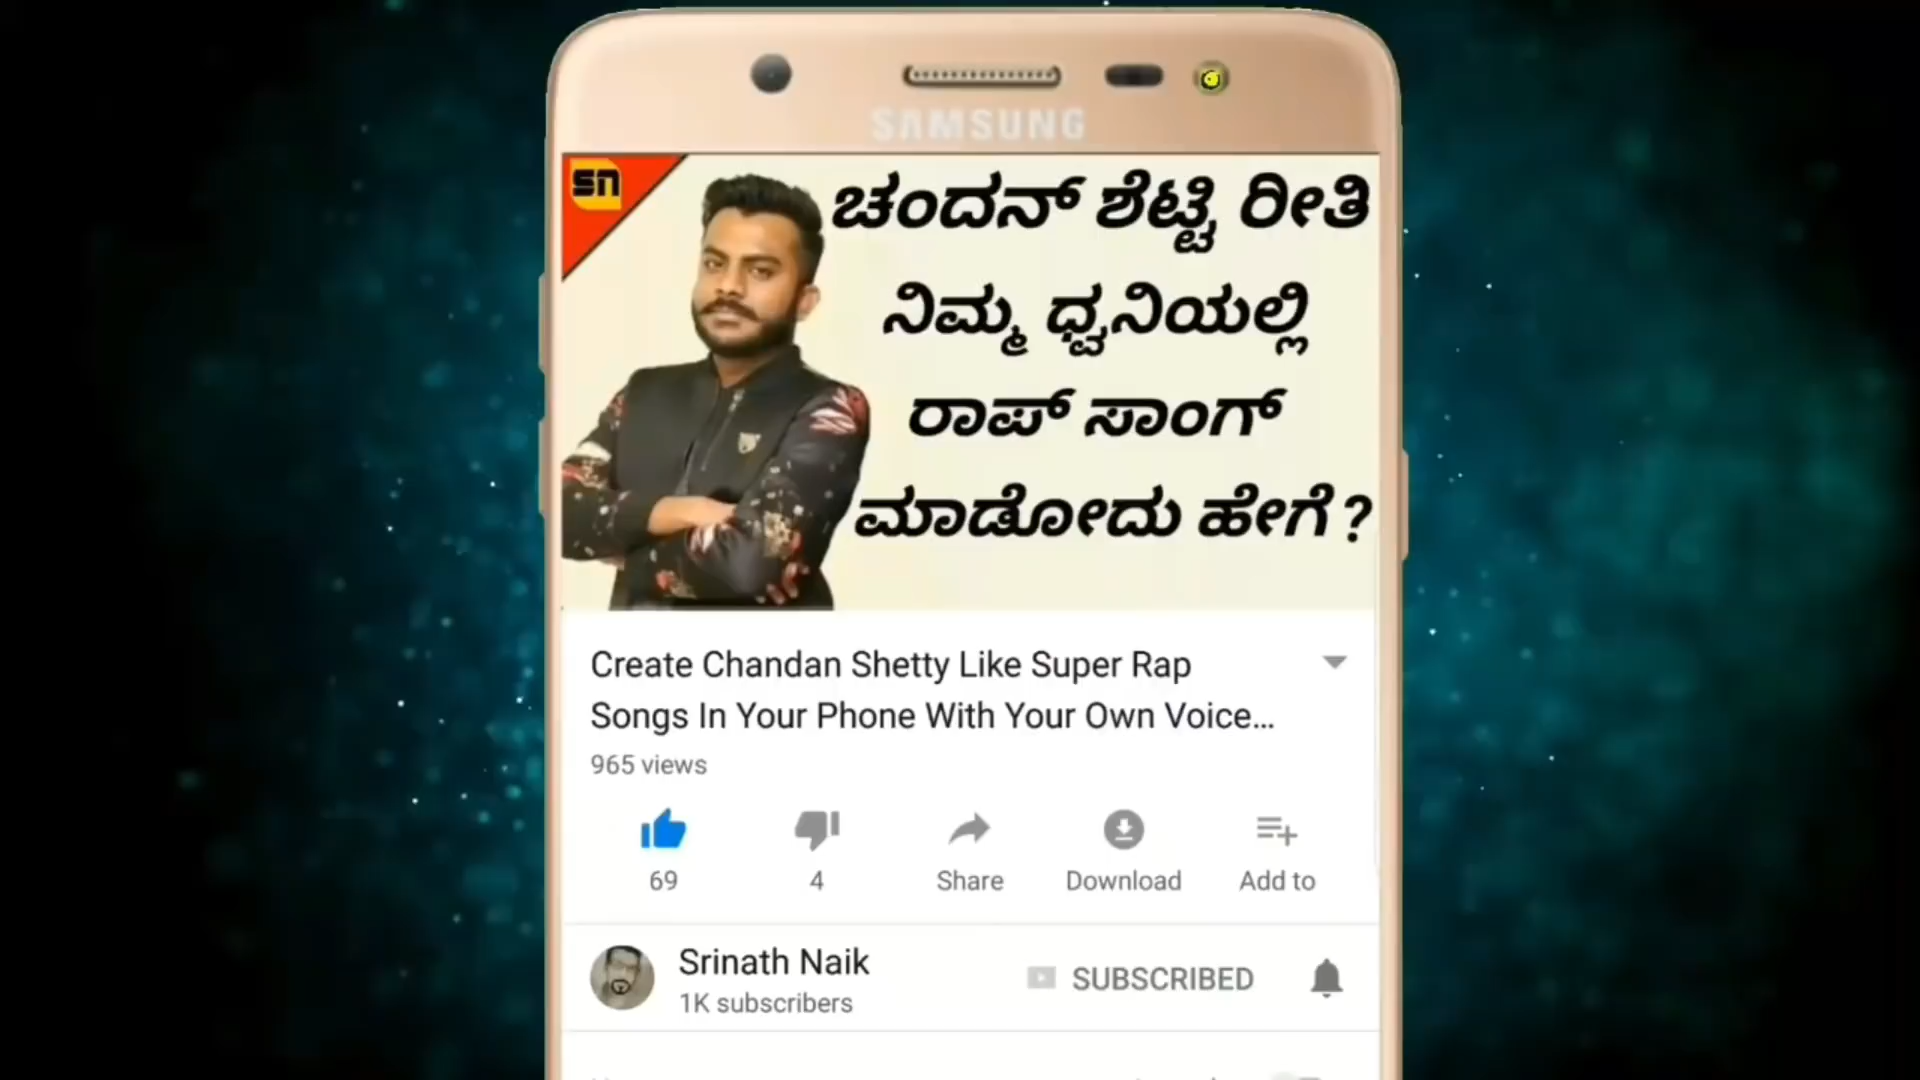 SAMSUNG
SN
ಚಂದನ್ ಶೆಟ್ಟಿ ರೀತಿ
ನಿಮ್ಮ ಧ್ವನಿಯಲ್ಲಿ
ರಾಪ್ ಸಾಂಗ್
ಮಾಡೋದು ಹೇಗೆ ?
Create Chandan Shetty Like Super Rap
Songs In Your Phone With Your Own Voice...
965 views
69
4
Share
Download
Add to
Srinath Naik
SUBSCRIBED
1K subscribers